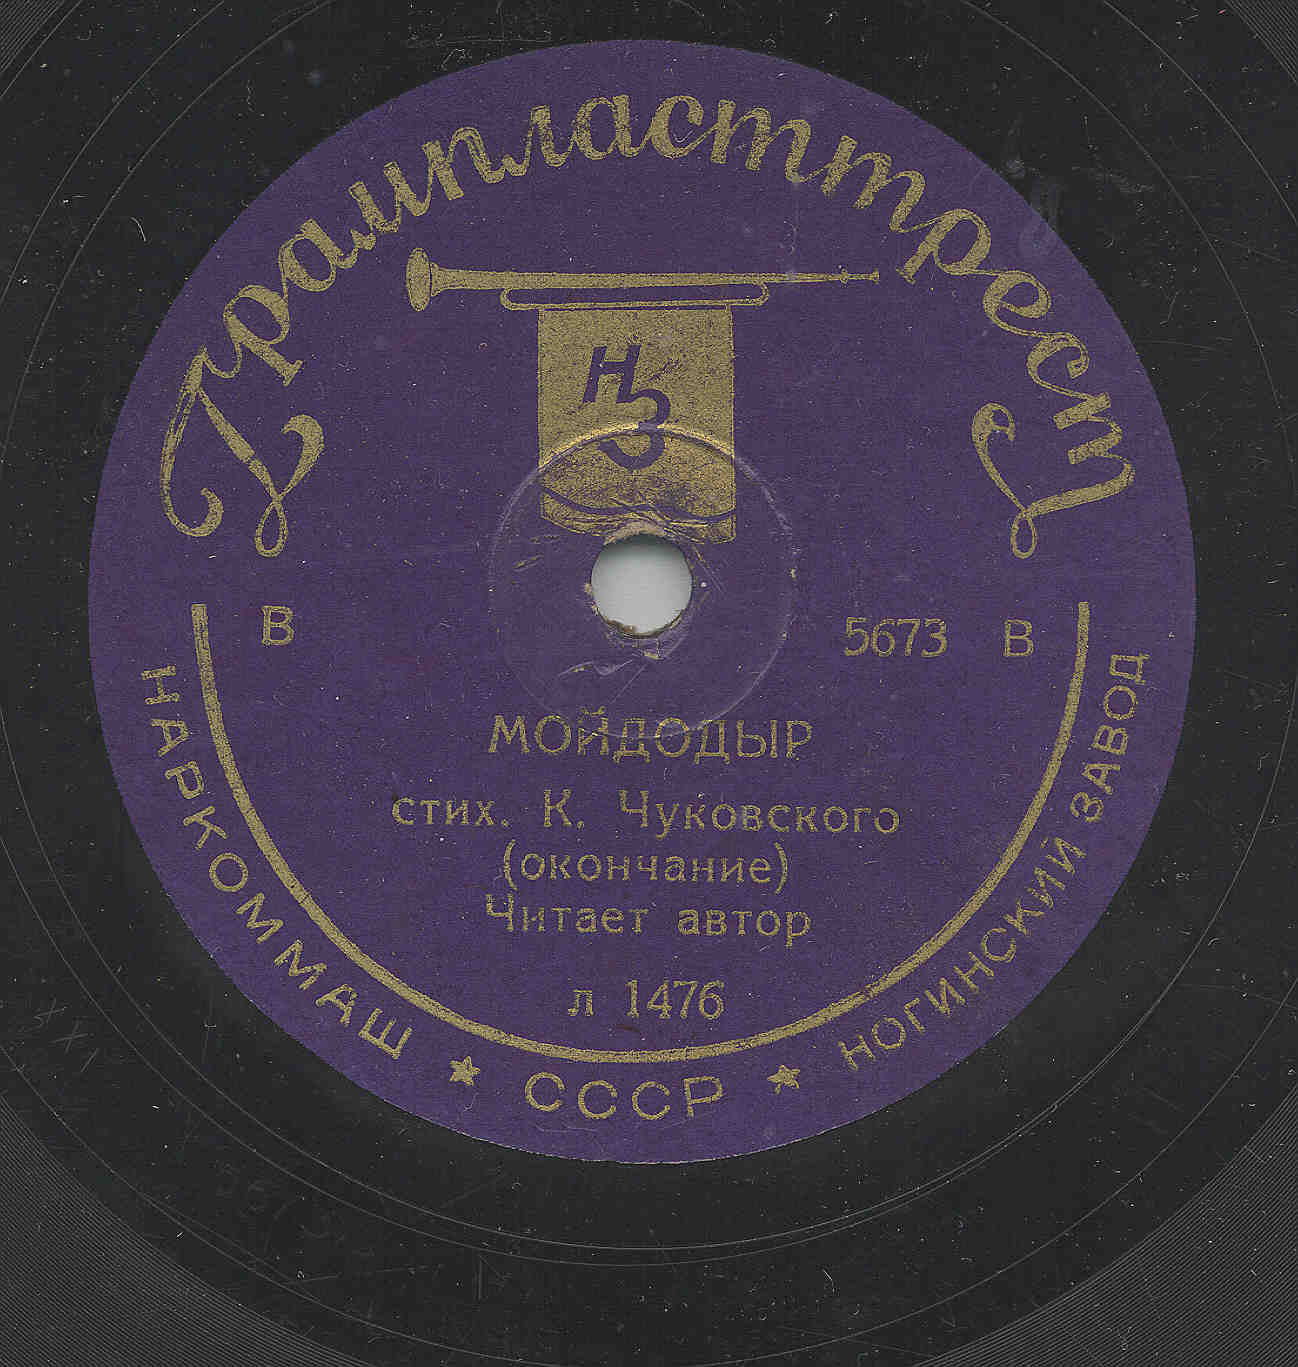 Грампласттрест
НЗ
В 5673 В
МОЙДОДЫР
стих. К. Чуковского
(окончание)
Читает автор
л 1476
НАРКОММАШ ★ СССР ★ НОГИНСКИЙ ЗАВОД